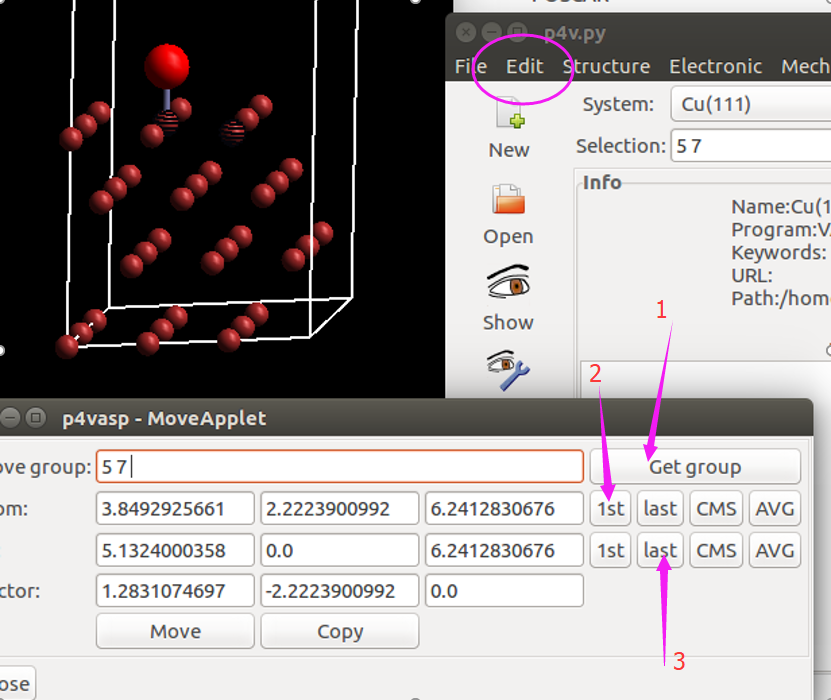 p4v.py
File Edit Structure Electronic Mech
System: Cu(111)
New
Selection: 5 7
Info
Name:Cu(1
Program:V
Keywords:
URL:
Path:/hom
Open
Show
1
2
p4vasp - MoveApplet
ove group: 5 7 Get group
om: 3.8492925661 2.2223900992 6.2412830676 1st last CMS AVG
: 5.1324000358 0.0 6.2412830676 1st last CMS AVG
ctor: 1.2831074697 -2.2223900992 0.0
Move Copy
3
ose